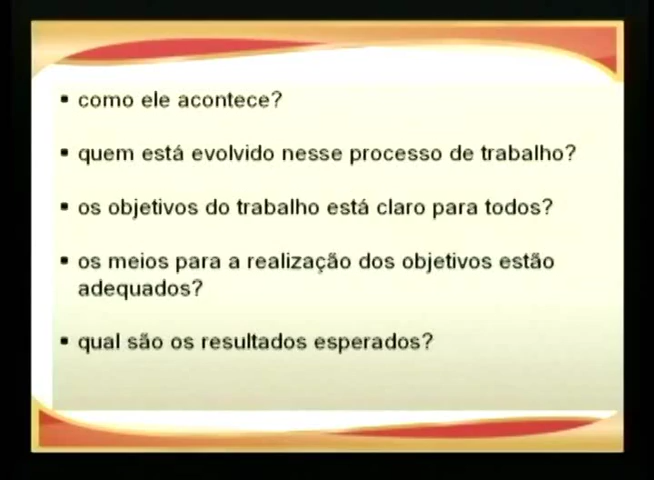 ▪ como ele acontece?
▪ quem está evolvido nesse processo de trabalho?
▪ os objetivos do trabalho está claro para todos?
▪ os meios para a realização dos objetivos estão
adequados?
▪ qual são os resultados esperados?